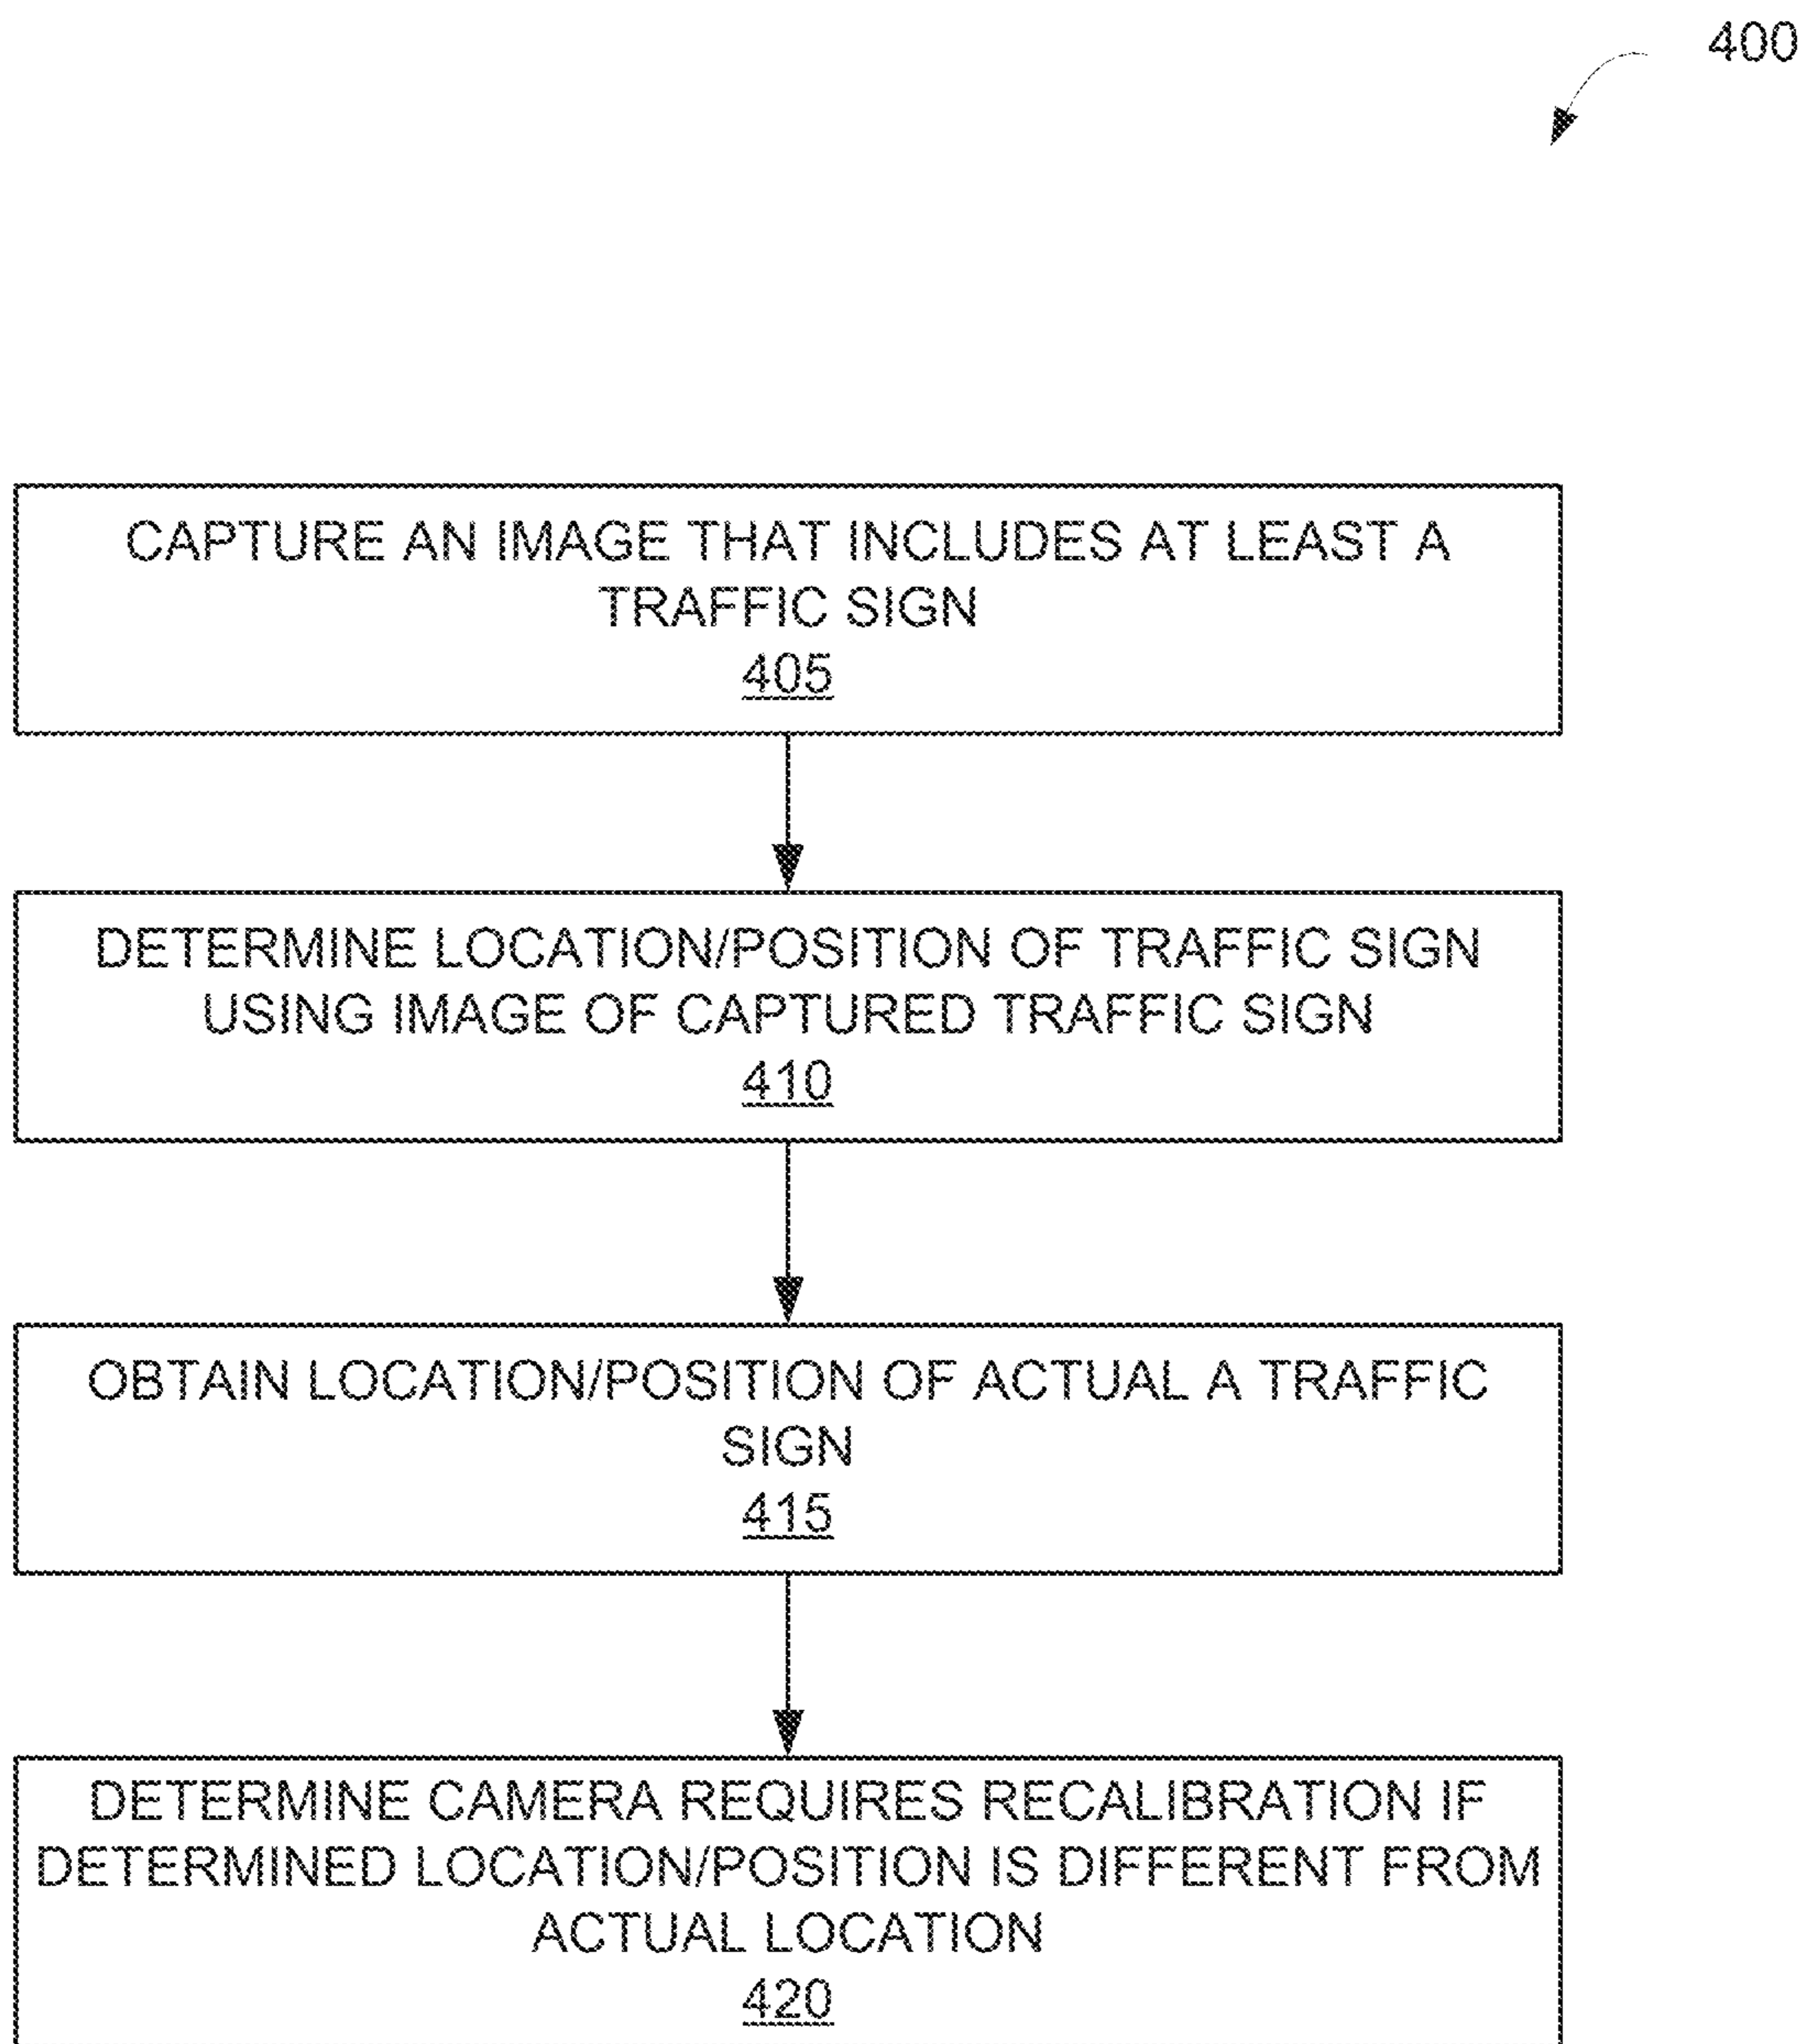 400
CAPTURE AN IMAGE THAT INCLUDES AT LEAST A
TRAFFIC SIGN
405
DETERMINE LOCATION/POSITION OF TRAFFIC SIGN
USING IMAGE OF CAPTURED TRAFFIC SIGN
410
OBTAIN LOCATION/POSITION OF ACTUAL A TRAFFIC
SIGN
415
DETERMINE CAMERA REQUIRES RECALIBRATION IF
DETERMINED LOCATION/POSITION IS DIFFERENT FROM
ACTUAL LOCATION
420